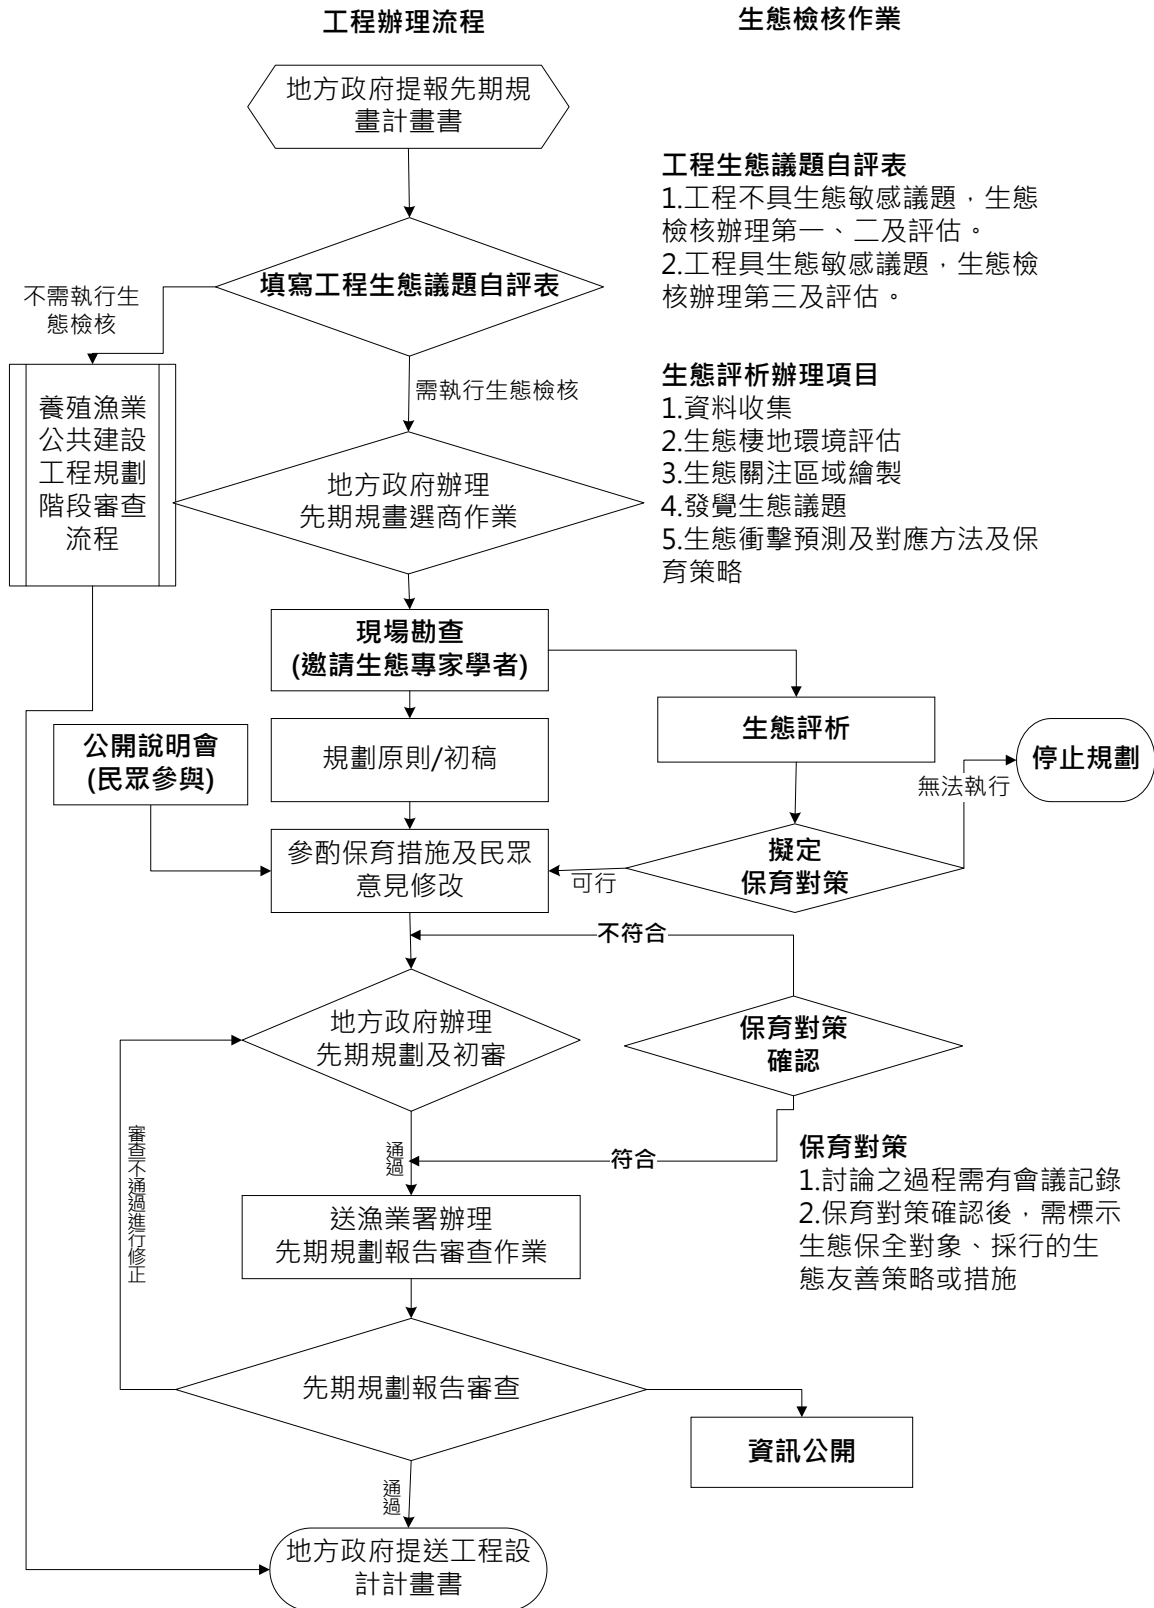 工程辦理流程
生態檢核作業
地方政府提報先期規
畫計畫書
工程生態議題自評表
1.工程不具生態敏感議題，生態
檢核辦理第一、二及評估。
2.工程具生態敏感議題，生態檢
核辦理第三及評估。
填寫工程生態議題自評表
不需執行生
態檢核
需執行生態檢核
生態評析辦理項目
1.資料收集
2.生態棲地環境評估
3.生態關注區域繪製
4.發覺生態議題
5.生態衝擊預測及對應方法及保
育策略
養殖漁業
公共建設
工程規劃
階段審查
流程
地方政府辦理
先期規畫選商作業
現場勘查
(邀請生態專家學者)
生態評析
公開說明會
(民眾參與)
規劃原則/初稿
停止規劃
無法執行
參酌保育措施及民眾
意見修改
可行
擬定
保育對策
不符合
地方政府辦理
先期規劃及初審
保育對策
確認
審查不通過進行修正
通過
符合
保育對策
1.討論之過程需有會議記錄
2.保育對策確認後，需標示
生態保全對象、採行的生
態友善策略或措施
送漁業署辦理
先期規劃報告審查作業
先期規劃報告審查
資訊公開
通過
地方政府提送工程設
計計畫書